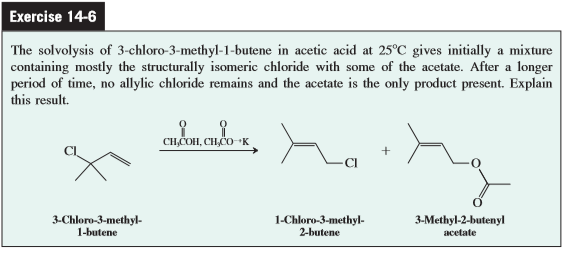 Exercise 14-6
The solvolysis of 3-chloro-3-methyl-1-butene in acetic acid at 25°C gives initially a mixture
containing mostly the structurally isomeric chloride with some of the acetate. After a longer
period of time, no allylic chloride remains and the acetate is the only product present. Explain
this result.
O O
Cl CH₃COH, CH₃CO⁻⁺K Cl + O
O
3-Chloro-3-methyl- 1-Chloro-3-methyl- 3-Methyl-2-butenyl
1-butene 2-butene acetate